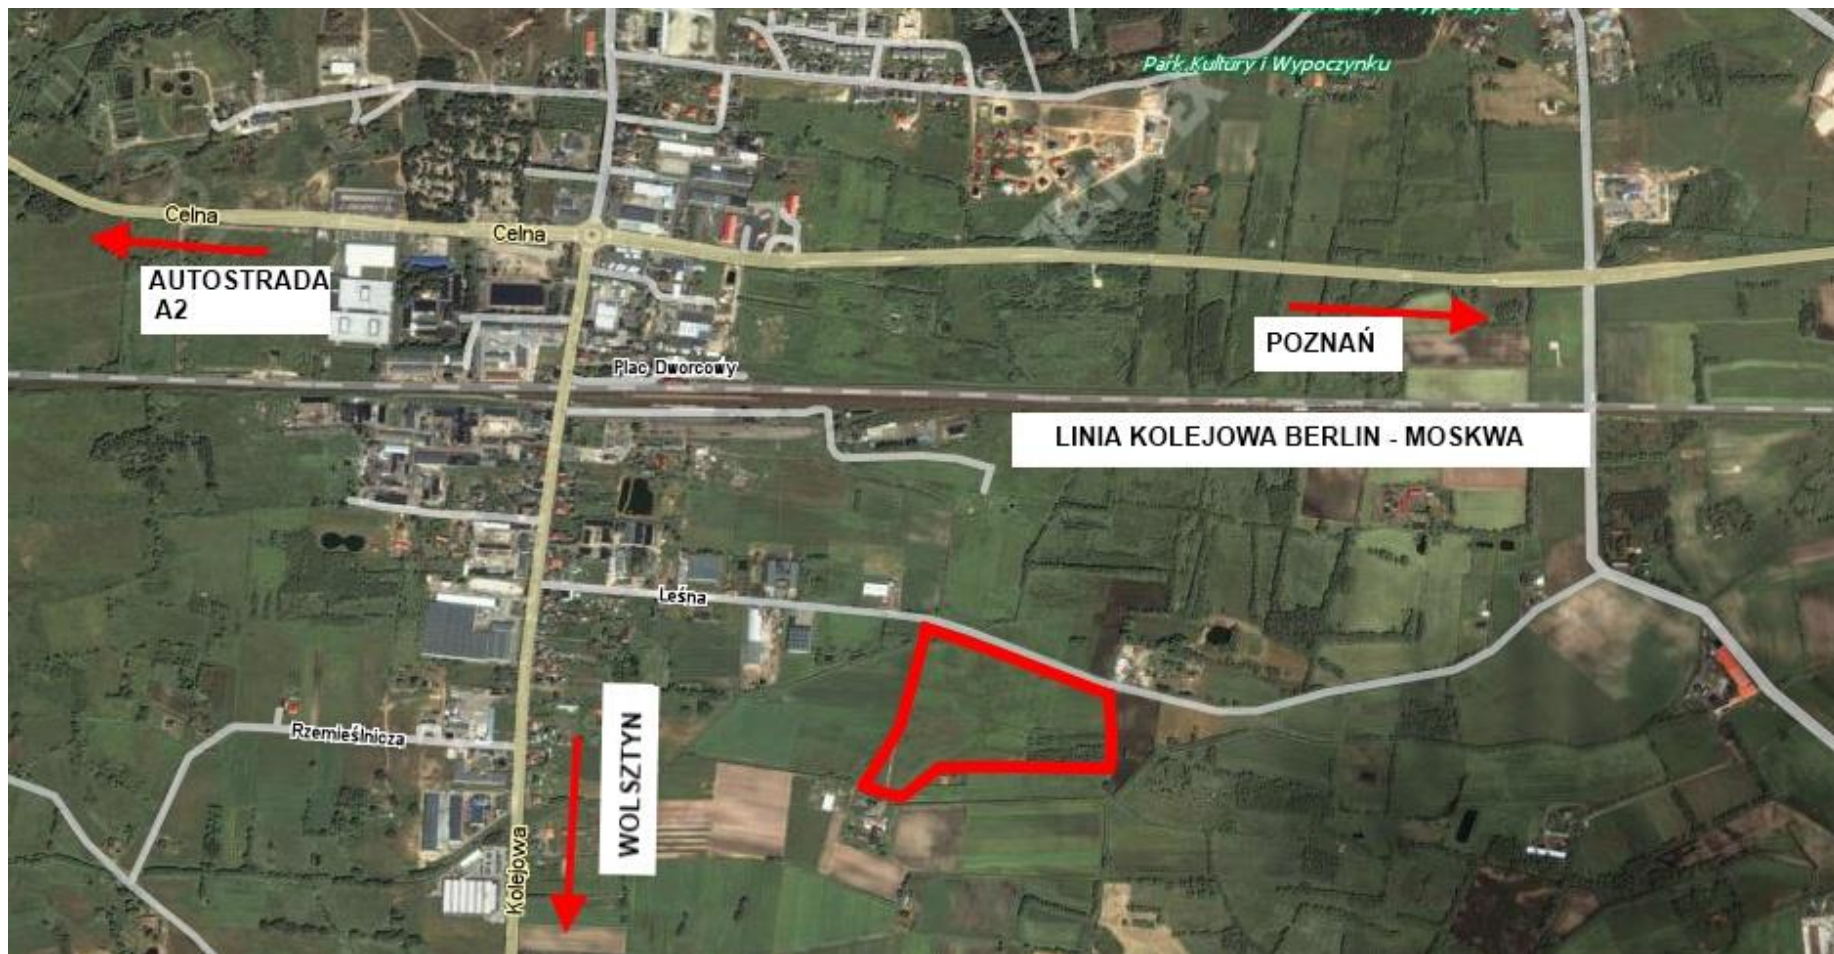 Park Kultury i Wypoczynku
Celna
Celna
AUTOSTRADA
A2
POZNAŃ
Plac Dworcowy
LINIA KOLEJOWA BERLIN - MOSKWA
Leśna
WOLSZTYN
Rzemieślnicza
Kolejowa